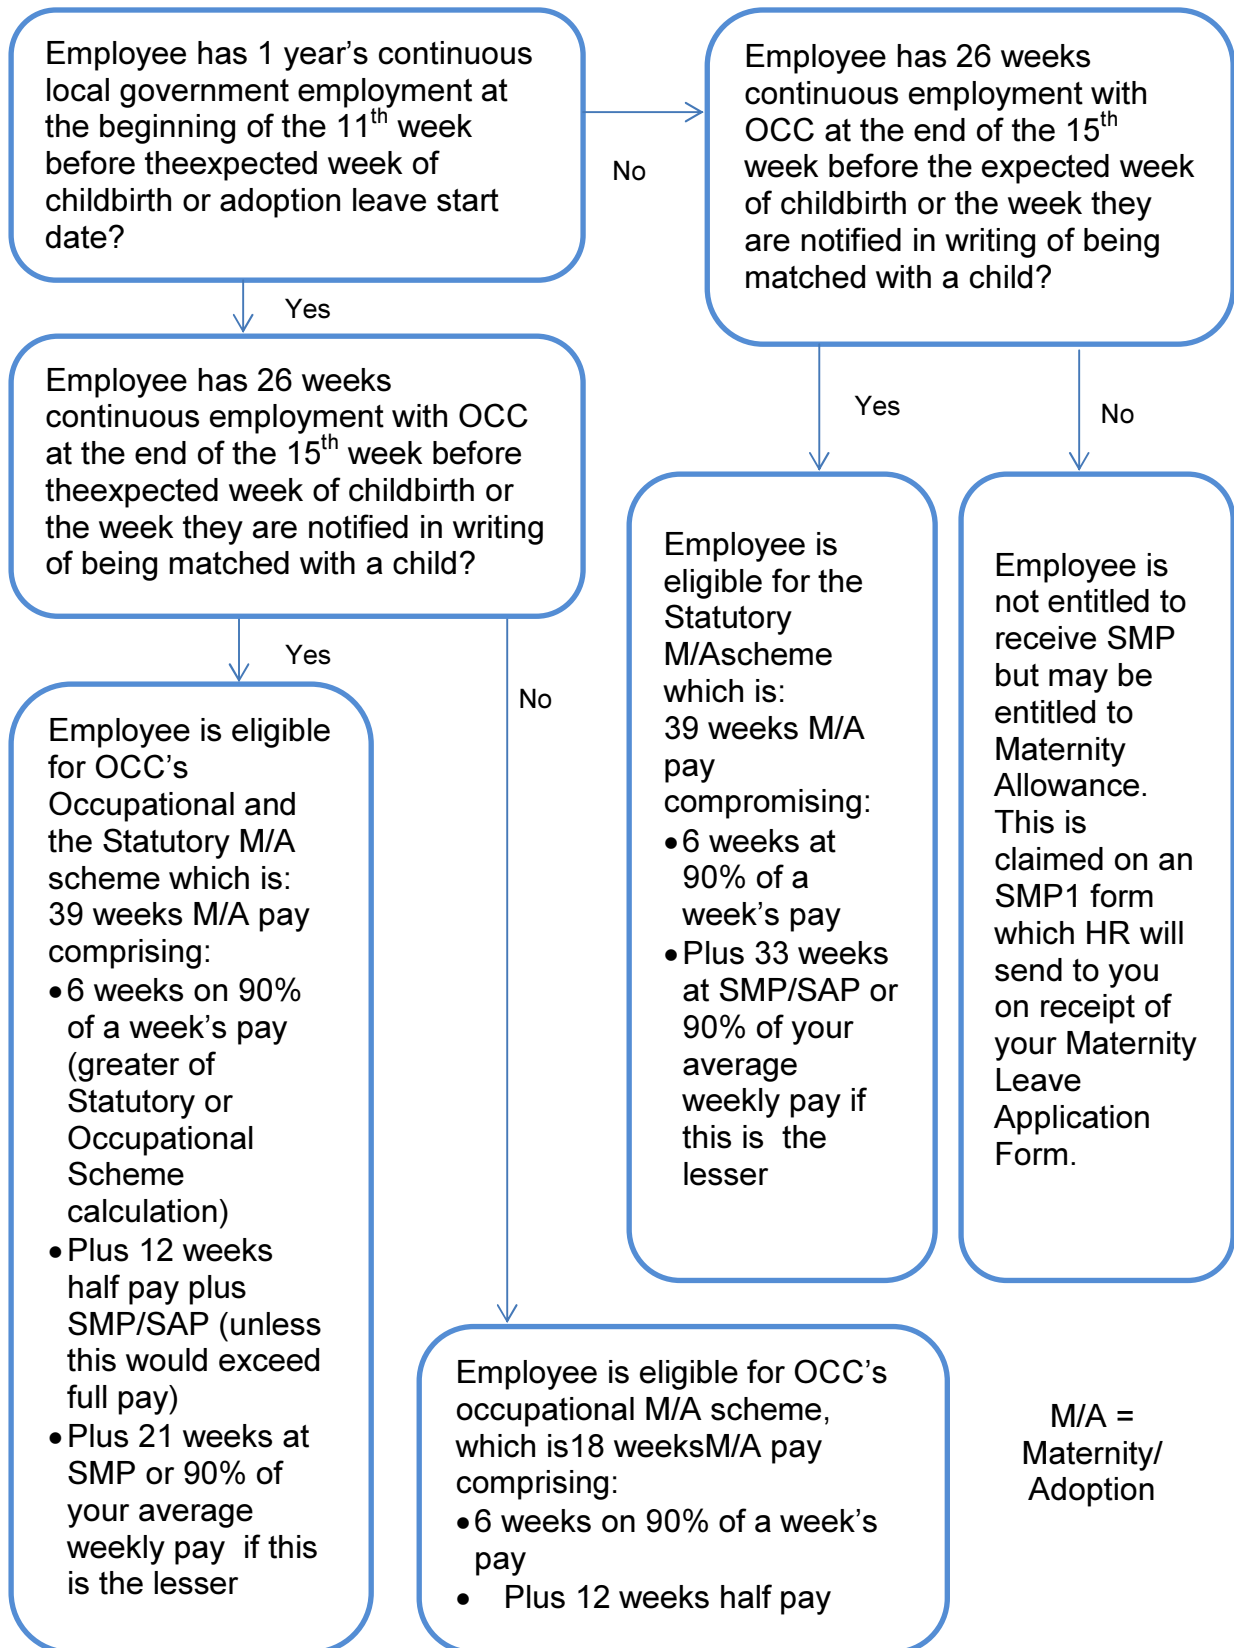 Employee has 1 year’s continuous
local government employment at
the beginning of the 11th week
before theexpected week of
childbirth or adoption leave start
date?
No
Employee has 26 weeks
continuous employment with
OCC at the end of the 15th
week before the expected week
of childbirth or the week they
are notified in writing of being
matched with a child?
Yes
Employee has 26 weeks
continuous employment with OCC
at the end of the 15th week before
theexpected week of childbirth or
the week they are notified in writing
of being matched with a child?
Yes
No
Yes
No
Employee is eligible
for OCC’s
Occupational and
the Statutory M/A
scheme which is:
39 weeks M/A pay
comprising:
•6 weeks on 90%
of a week’s pay
(greater of
Statutory or
Occupational
Scheme
calculation)
•Plus 12 weeks
half pay plus
SMP/SAP (unless
this would exceed
full pay)
•Plus 21 weeks at
SMP or 90% of
your average
weekly pay  if this
is the lesser
Employee is
eligible for the
Statutory
M/Ascheme
which is:
39 weeks M/A
pay
compromising:
•6 weeks at
90% of a
week’s pay
•Plus 33 weeks
at SMP/SAP or
90% of your
average
weekly pay if
this is  the
lesser
Employee is
not entitled to
receive SMP
but may be
entitled to
Maternity
Allowance.
This is
claimed on an
SMP1 form
which HR will
send to you
on receipt of
your Maternity
Leave
Application
Form.
Employee is eligible for OCC’s
occupational M/A scheme,
which is18 weeksM/A pay
comprising:
•6 weeks on 90% of a week’s
pay
•   Plus 12 weeks half pay
M/A =
Maternity/
Adoption